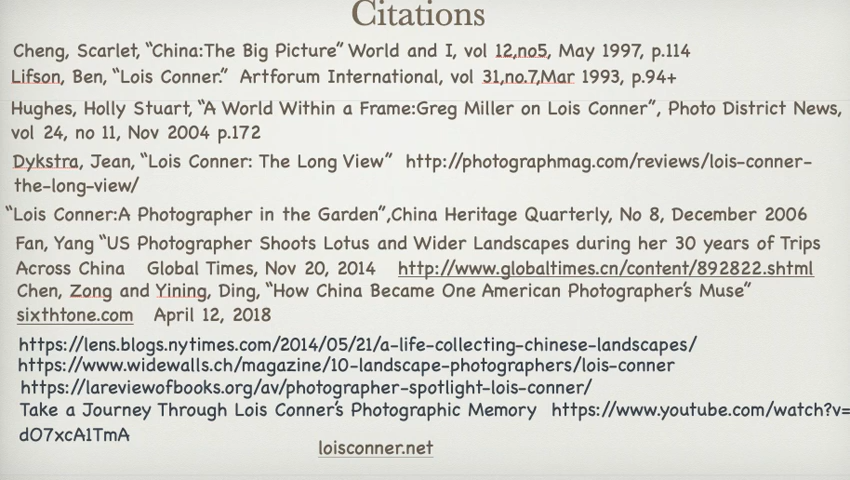 Citations
Cheng, Scarlet, “China:The Big Picture” World and I, vol 12,no5, May 1997, p.114
Lifson, Ben, “Lois Conner.”  Artforum International, vol 31,no.7,Mar 1993, p.94+
Hughes, Holly Stuart, “A World Within a Frame:Greg Miller on Lois Conner”, Photo District News,
vol 24, no 11, Nov 2004 p.172
Dykstra, Jean, “Lois Conner: The Long View”  http://photographmag.com/reviews/lois-conner-
the-long-view/
“Lois Conner:A Photographer in the Garden”,China Heritage Quarterly, No 8, December 2006
Fan, Yang “US Photographer Shoots Lotus and Wider Landscapes during her 30 years of Trips
Across China   Global Times, Nov 20, 2014   http://www.globaltimes.cn/content/892822.shtml
Chen, Zong and Yining, Ding, “How China Became One American Photographer’s Muse”
sixthtone.com   April 12, 2018
https://lens.blogs.nytimes.com/2014/05/21/a-life-collecting-chinese-landscapes/
https://www.widewalls.ch/magazine/10-landscape-photographers/lois-conner
https://lareviewofbooks.org/av/photographer-spotlight-lois-conner/
Take a Journey Through Lois Conner’s Photographic Memory  https://www.youtube.com/watch?v=
dO7xcA1TmA
loisconner.net